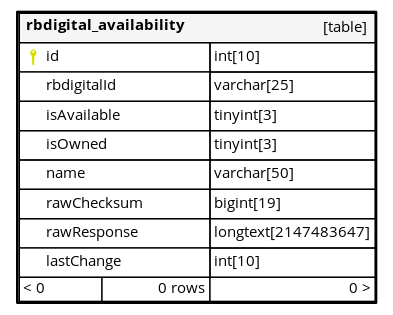 rbdigital_availability [table]
id int[10]
rbdigitalId varchar[25]
isAvailable tinyint[3]
isOwned tinyint[3]
name varchar[50]
rawChecksum bigint[19]
rawResponse longtext[2147483647]
lastChange int[10]
< 0 0 rows 0 >